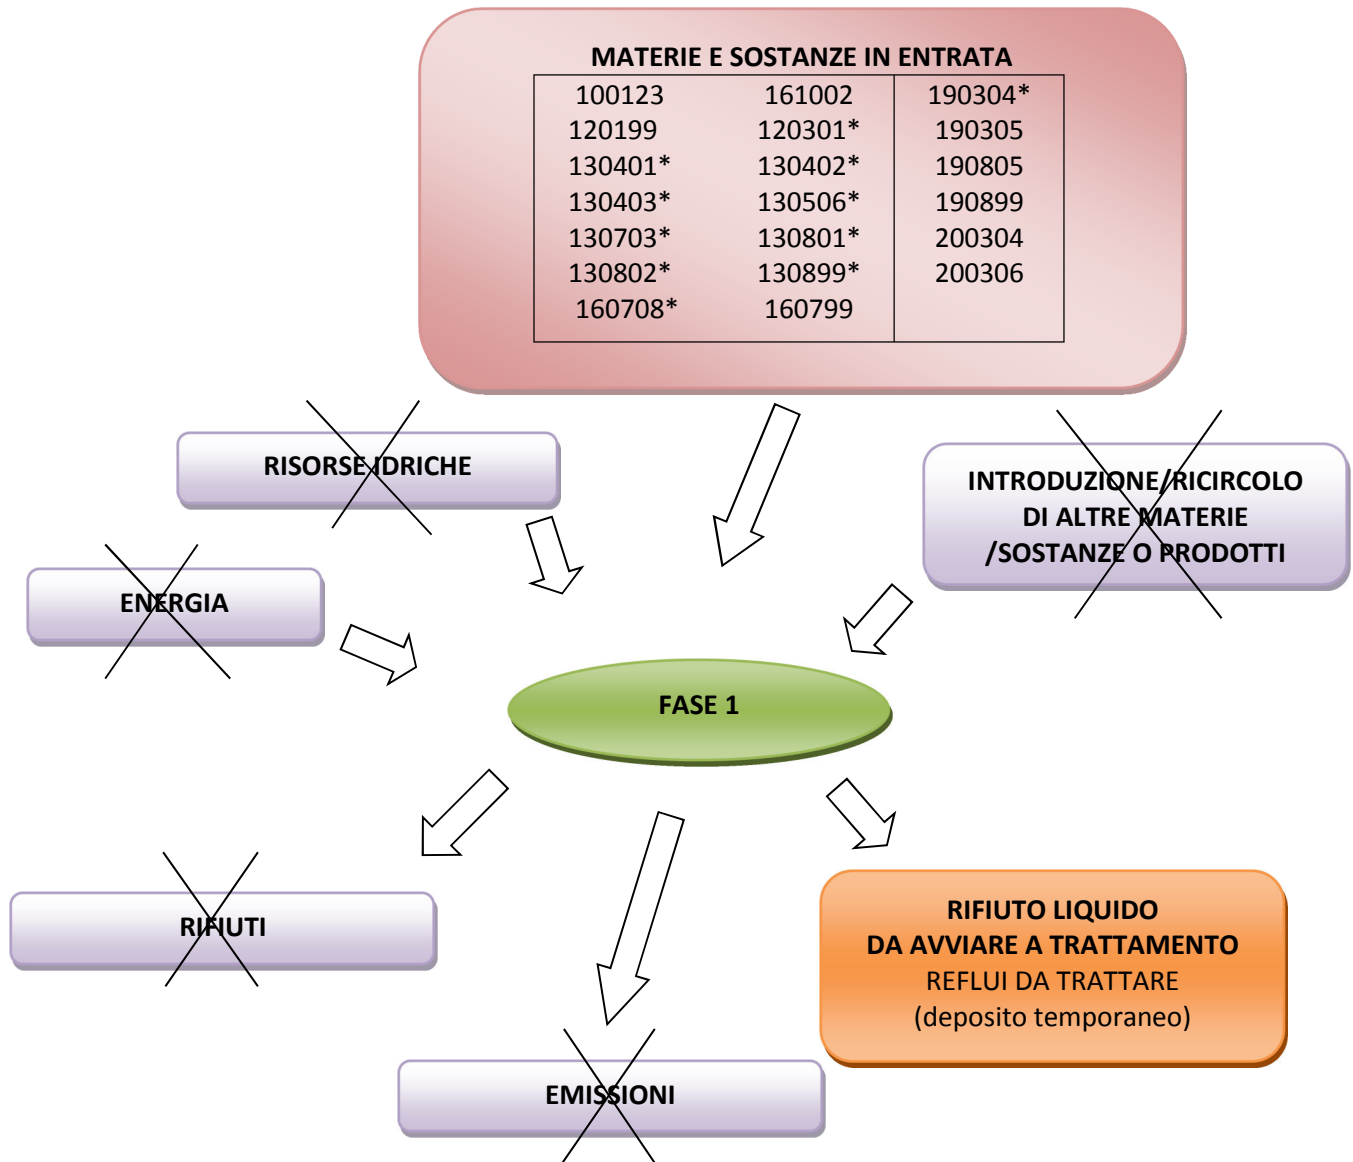 MATERIE E SOSTANZE IN ENTRATA
100123 161002 190304*
120199 120301* 190305
130401* 130402* 190805
130403* 130506* 190899
130703* 130801* 200304
130802* 130899* 200306
160708* 160799
RISORSE IDRICHE
INTRODUZIONE/RICIRCOLO
DI ALTRE MATERIE
/SOSTANZE O PRODOTTI
ENERGIA
FASE 1
RIFIUTI
RIFIUTO LIQUIDO
DA AVVIARE A TRATTAMENTO
REFLUI DA TRATTARE
(deposito temporaneo)
EMISSIONI